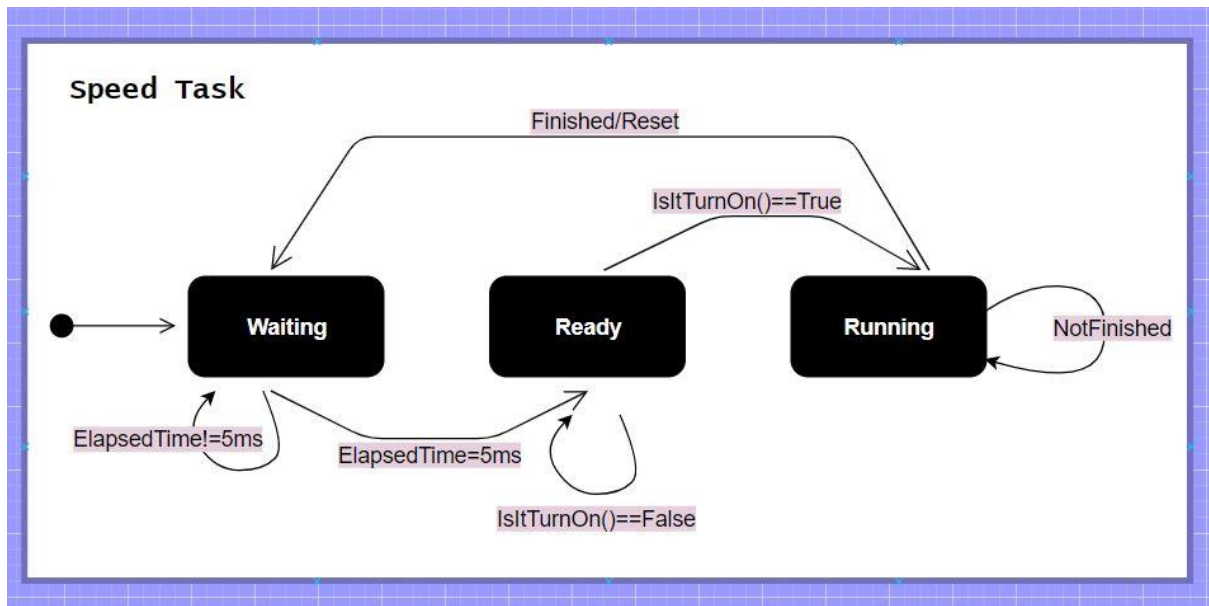 Speed Task
Finished/Reset
IsItTurnOn()==True
Waiting
Ready
Running
NotFinished
ElapsedTime!=5ms
ElapsedTime=5ms
IsItTurnOn()==False